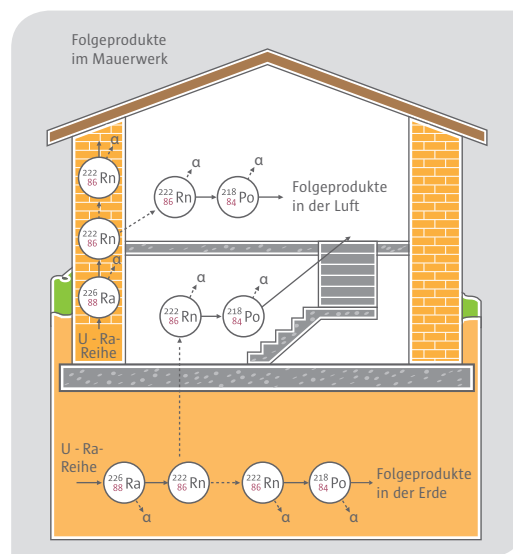 Folgeprodukte
im Mauerwerk
α
222
86 Rn
α
222
86 Rn
α
226
88 Ra
U - Ra-
Reihe
α
222
86 Rn
α
218
84 Po
Folgeprodukte
in der Luft
α
222
86 Rn
α
218
84 Po
U - Ra-
Reihe
226
88 Ra
α
222
86 Rn
222
86 Rn
α
218
84 Po
α
Folgeprodukte
in der Erde